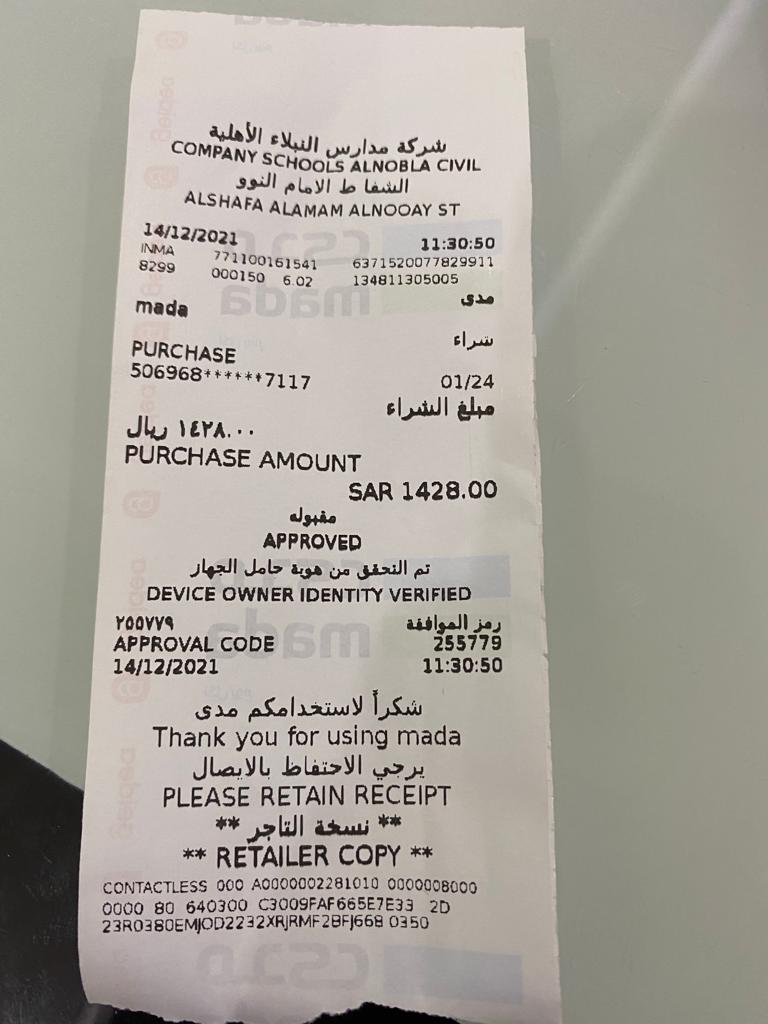 شركة مدارس النبلاء الأهلية
COMPANY SCHOOLS ALNOBLA CIVIL
الشفا ط الامام النوو
ALSHAFA ALAMAM ALNOOAY ST
14/12/2021 11:30:50
INMA 771100161541 6371520077829911
8299 000150 6.02 134811305005
mada مدى
شراء
PURCHASE
506968******7117 01/24
مبلغ الشراء
١٤٢٨.٠٠ ريال
PURCHASE AMOUNT
SAR 1428.00
مقبوله
APPROVED
تم التحقق من هوية حامل الجهاز
DEVICE OWNER IDENTITY VERIFIED
٢٥٥٧٧٩ رمز الموافقة
APPROVAL CODE 255779
14/12/2021 11:30:50
شكراً لاستخدامكم مدى
Thank you for using mada
يرجي الاحتفاظ بالايصال
PLEASE RETAIN RECEIPT
** نسخة التاجر **
** RETAILER COPY **
CONTACTLESS 000 A0000002281010 0000008000
0000 80 640300 C3009FAF665E7E33 2D
23R0380EMJOD2232XRJRMF2BFJ668 0350